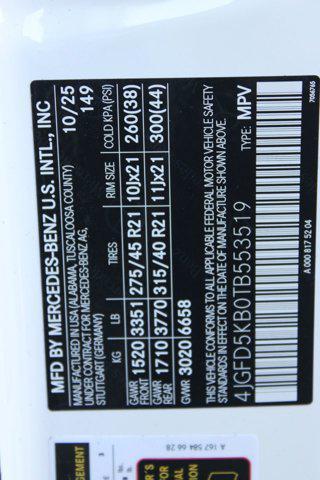 MFD BY MERCEDES-BENZ U.S. INTL., INC
MANUFACTURED IN USA (ALABAMA, TUSCALOOSA COUNTY)
UNDER CONTRACT FOR MERCEDES-BENZ AG,
STUTTGART (GERMANY)
10/25
149
KG LB TIRES RIM SIZE COLD KPA (PSI)
GAWR FRONT 1520 3351 275/45 R21 10Jx21 260(38)
GAWR REAR 1710 3770 315/40 R21 11Jx21 300(44)
GVWR 3020 6658
THIS VEHICLE CONFORMS TO ALL APPLICABLE FEDERAL MOTOR VEHICLE SAFETY
STANDARDS IN EFFECT ON THE DATE OF MANUFACTURE SHOWN ABOVE.
4JGFD5KB0TB553519
TYPE: MPV
A 000 817 52 04
7086765
A 167 584 66 28